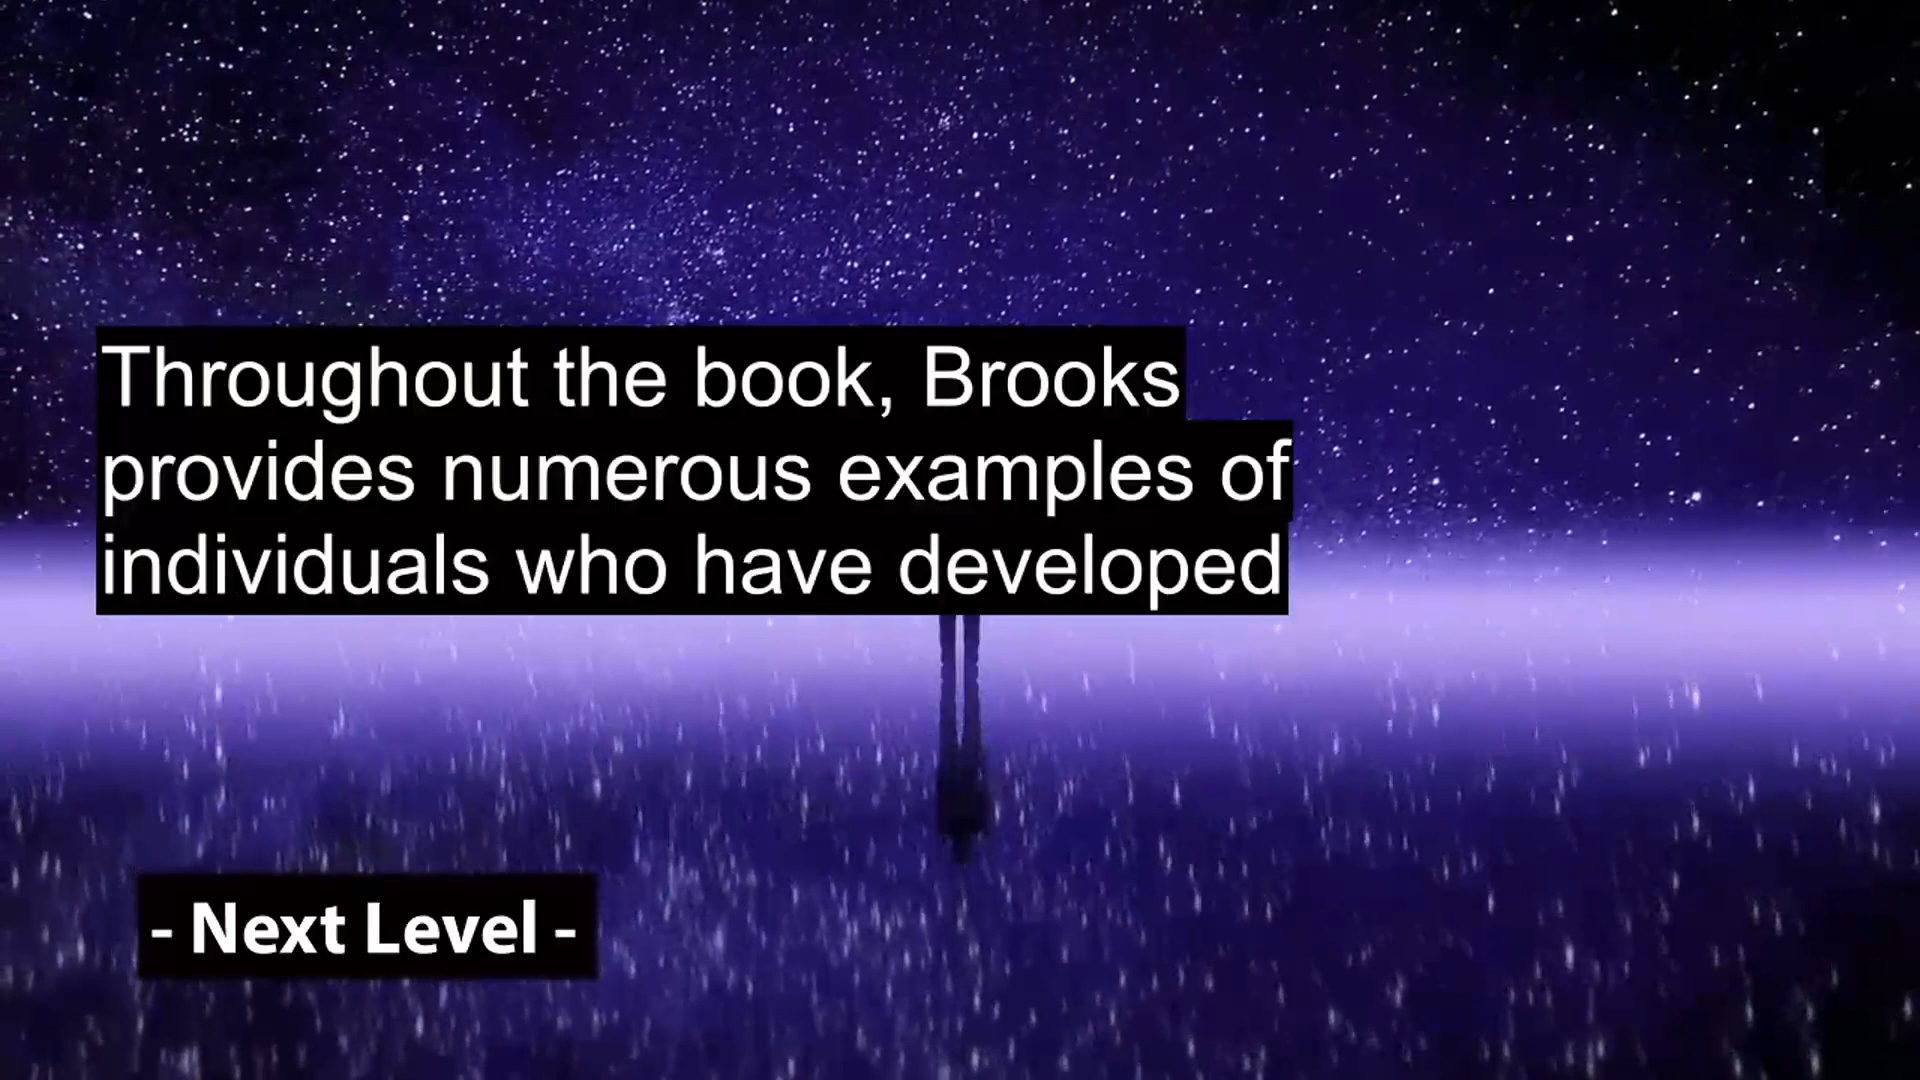 Throughout the book, Brooks
provides numerous examples of
individuals who have developed
- Next Level -